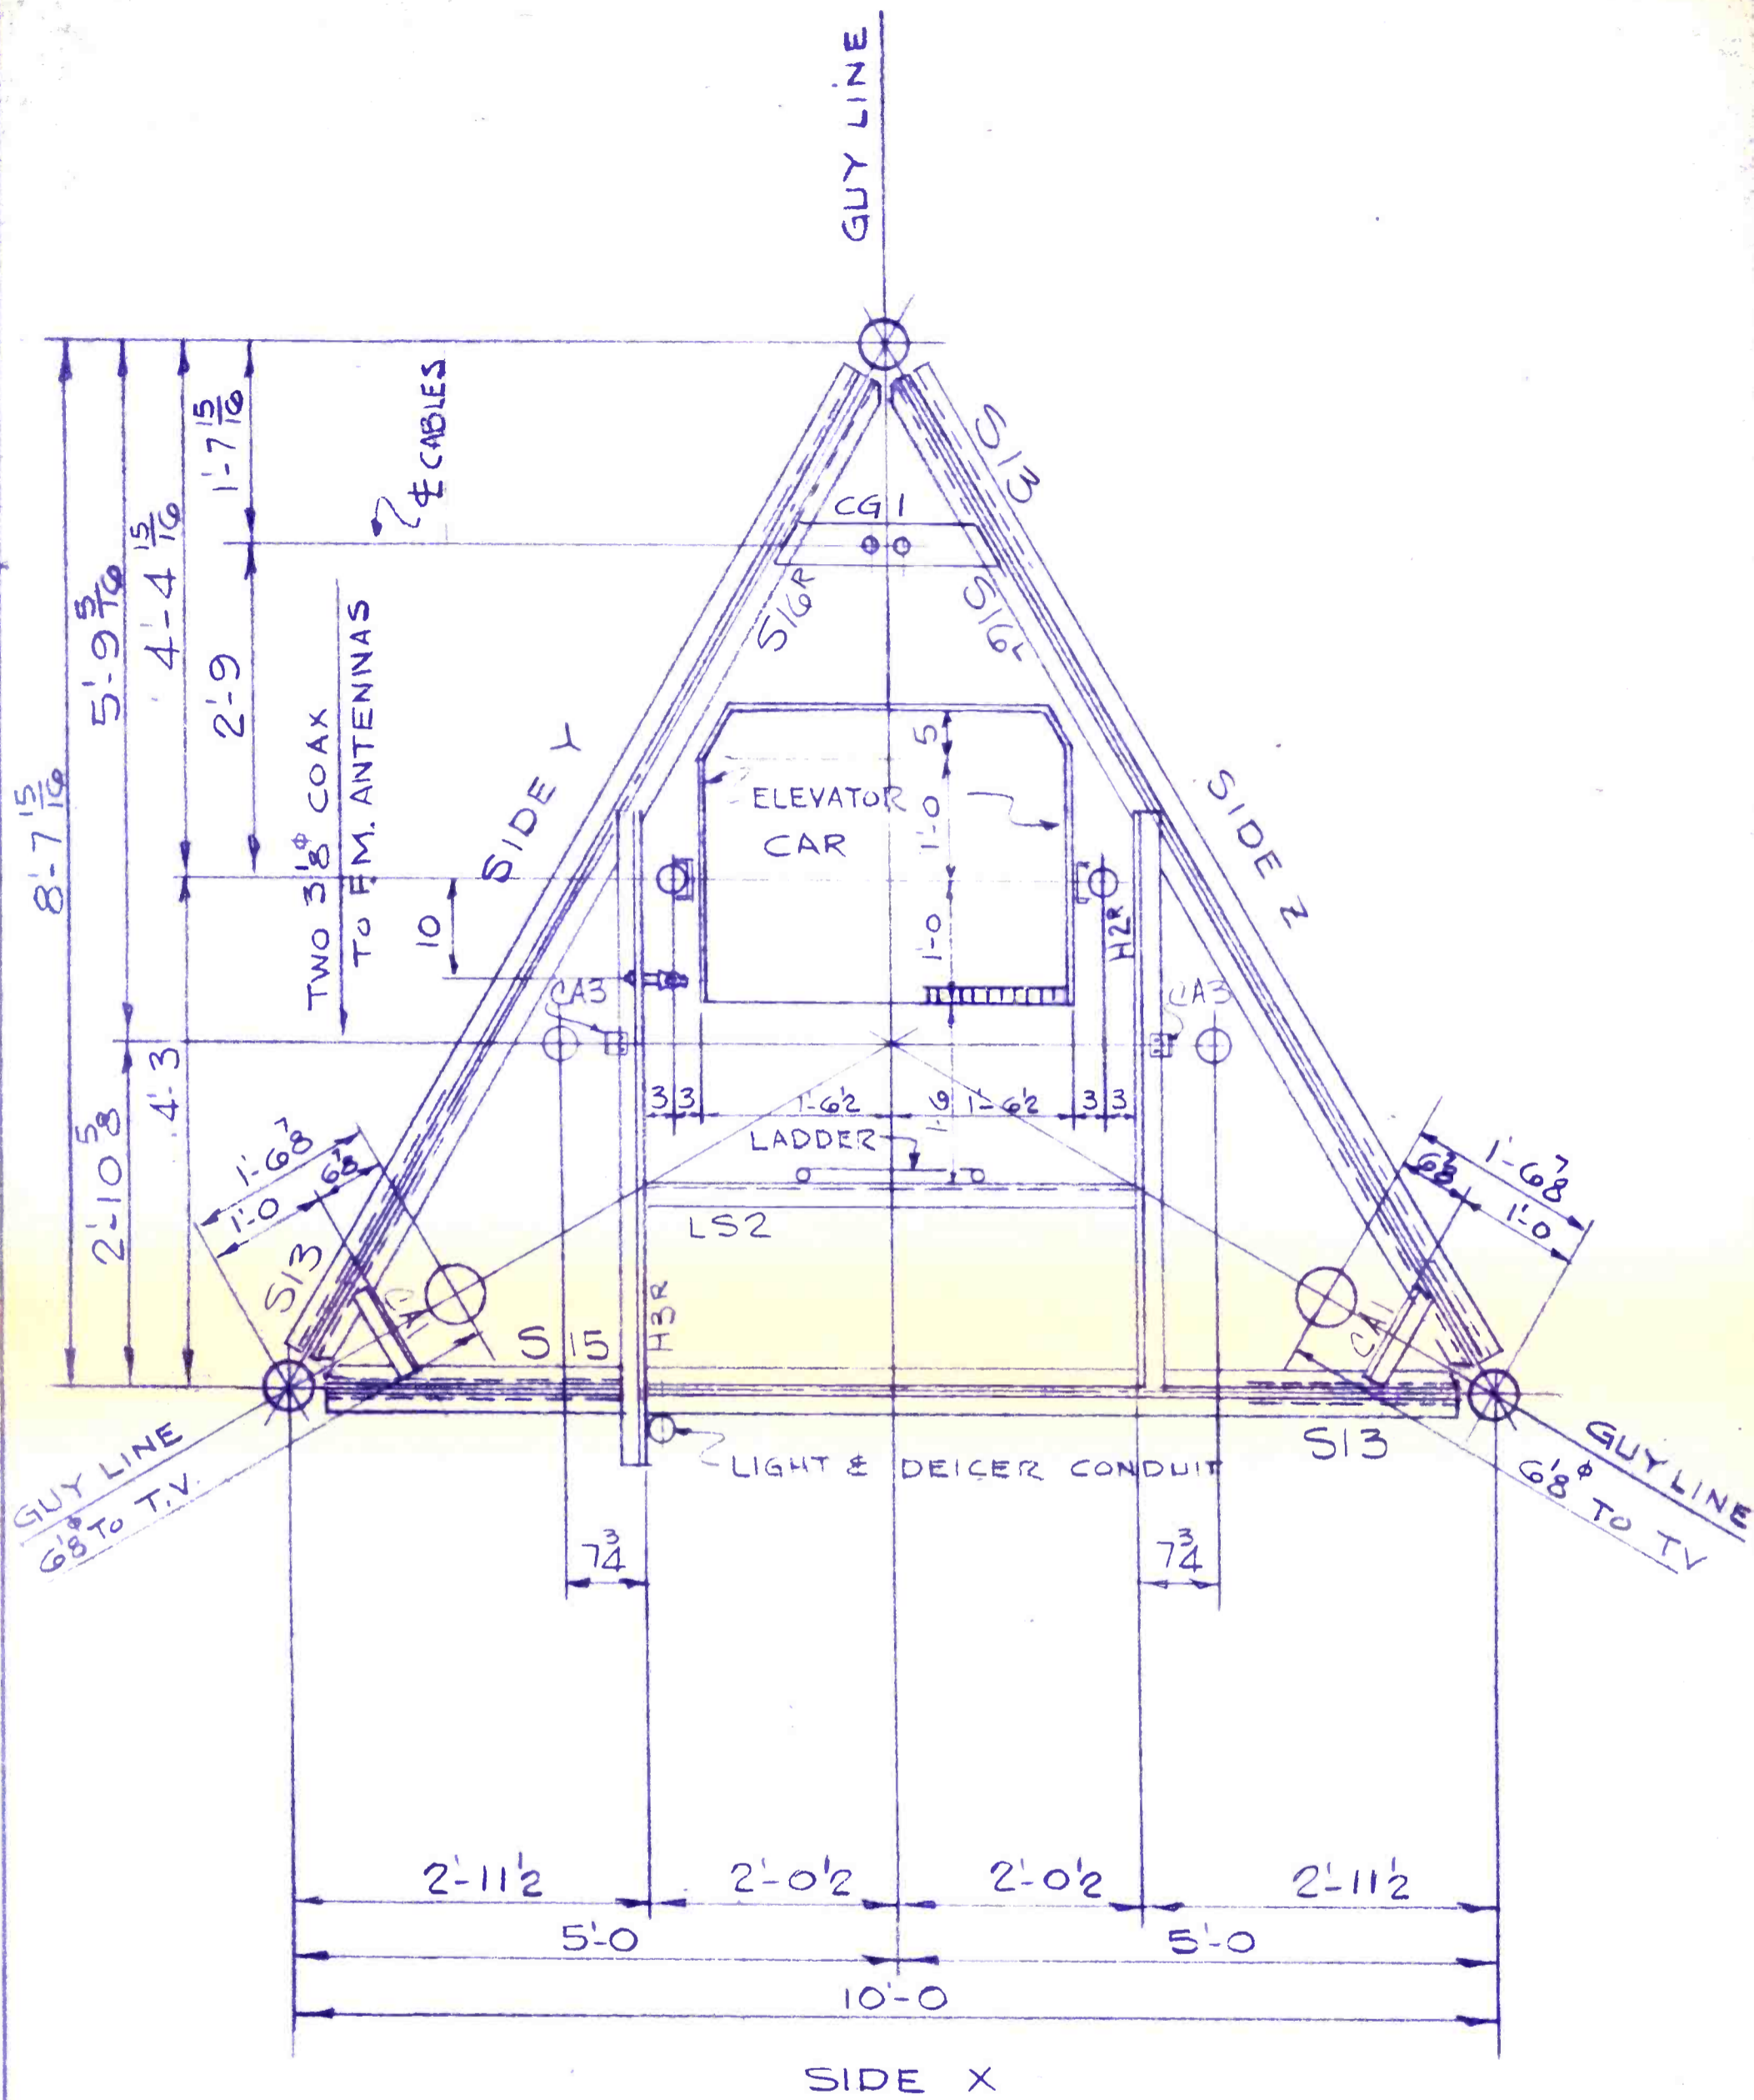 GUY LINE
1'-7 15/16
℄ CABLES
S13
CG1
4'-4 15/16
5'-9 5/16
8'-7 15/16
2'-9
S16R
S16L
TWO 3 1/8 ⌀ COAX
TO F.M. ANTENNAS
SIDE Y
SIDE Z
5
ELEVATOR
CAR
1'-0
10
1'-0
H2R
CA3
CA3
4'-3
2'-10 5/8
3 3 1'-6 1/2 1'-6 1/2 3 3
1'-6
LADDER
1'-6 7/8
6 7/8
1'-0
1'-6 7/8
6 7/8
1'-0
LS2
S13
CA1
CA1
S15
H3R
S13
LIGHT & DEICER CONDUIT
GUY LINE
6 1/8 ⌀ TO T.V.
GUY LINE
6 1/8 ⌀ TO TV
7 3/4 7 3/4
2'-11 1/2 2'-0 1/2 2'-0 1/2 2'-11 1/2
5'-0 5'-0
10'-0
SIDE X